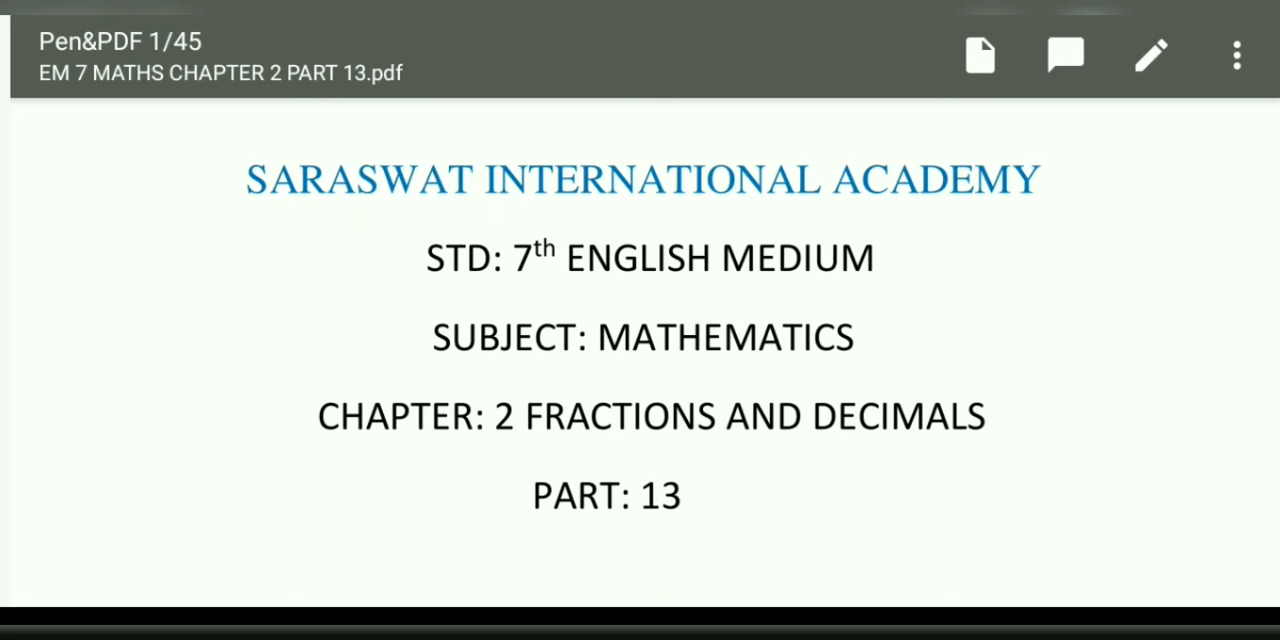 Pen&PDF 1/45
EM 7 MATHS CHAPTER 2 PART 13.pdf
SARASWAT INTERNATIONAL ACADEMY
STD: 7th ENGLISH MEDIUM
SUBJECT: MATHEMATICS
CHAPTER: 2 FRACTIONS AND DECIMALS
PART: 13